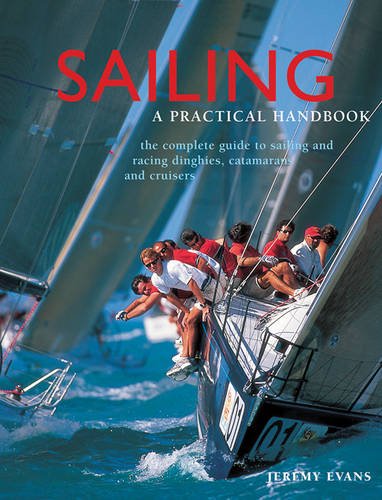 SAILING
A PRACTICAL HANDBOOK
the complete guide to sailing and
racing dinghies, catamarans
and cruisers
JEREMY EVANS